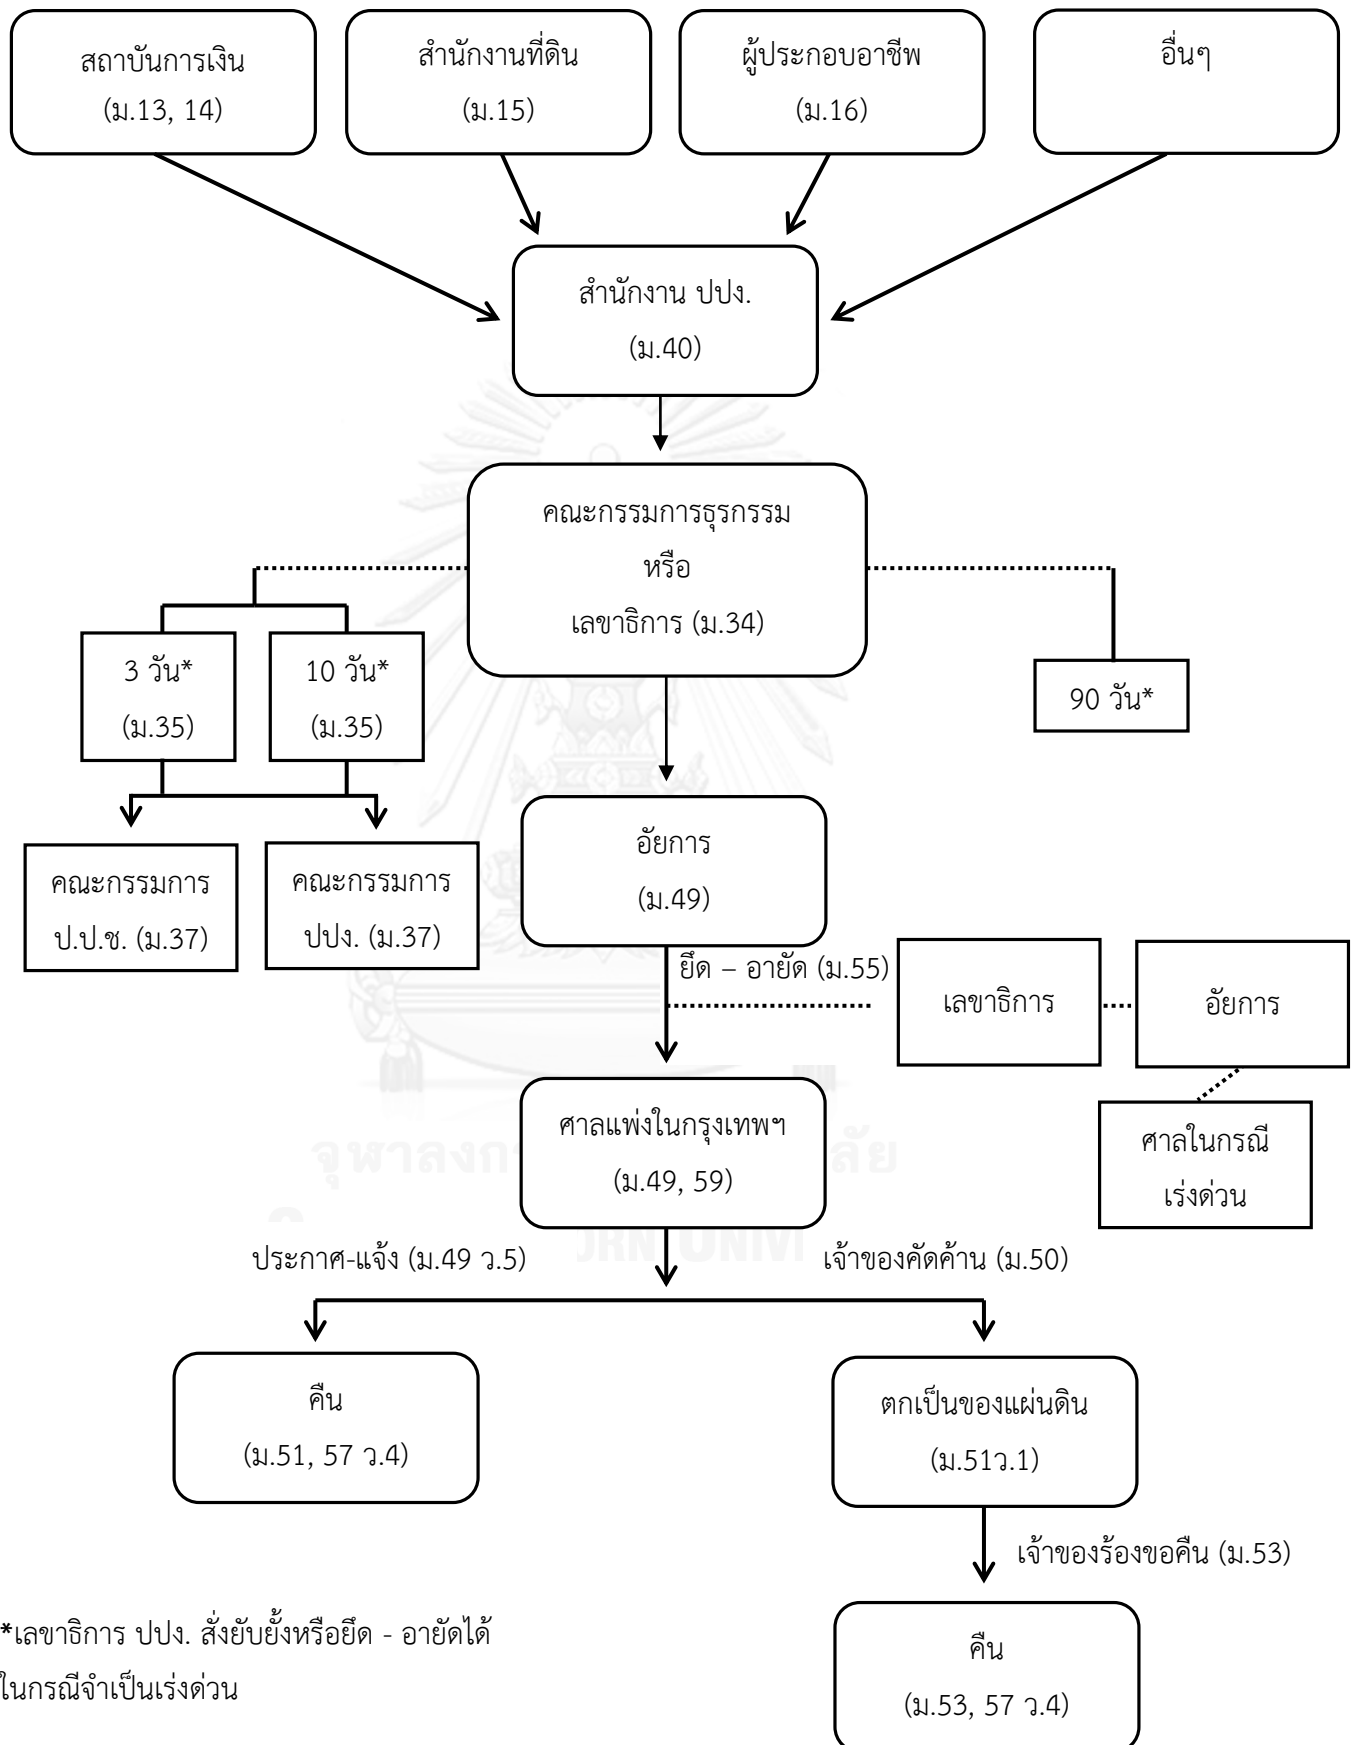 สถาบันการเงิน
(ม.13, 14)
สำนักงานที่ดิน
(ม.15)
ผู้ประกอบอาชีพ
(ม.16)
อื่นๆ
สำนักงาน ปปง.
(ม.40)
คณะกรรมการธุรกรรม
หรือ
เลขาธิการ (ม.34)
3 วัน*
(ม.35)
10 วัน*
(ม.35)
90 วัน*
คณะกรรมการ
ป.ป.ช. (ม.37)
คณะกรรมการ
ปปง. (ม.37)
อัยการ
(ม.49)
ยึด – อายัด (ม.55)
เลขาธิการ
อัยการ
ศาลในกรณี
เร่งด่วน
ศาลแพ่งในกรุงเทพฯ
(ม.49, 59)
ประกาศ-แจ้ง (ม.49 ว.5)
เจ้าของคัดค้าน (ม.50)
คืน
(ม.51, 57 ว.4)
ตกเป็นของแผ่นดิน
(ม.51ว.1)
เจ้าของร้องขอคืน (ม.53)
คืน
(ม.53, 57 ว.4)
*เลขาธิการ ปปง. สั่งยับยั้งหรือยึด - อายัดได้
ในกรณีจำเป็นเร่งด่วน